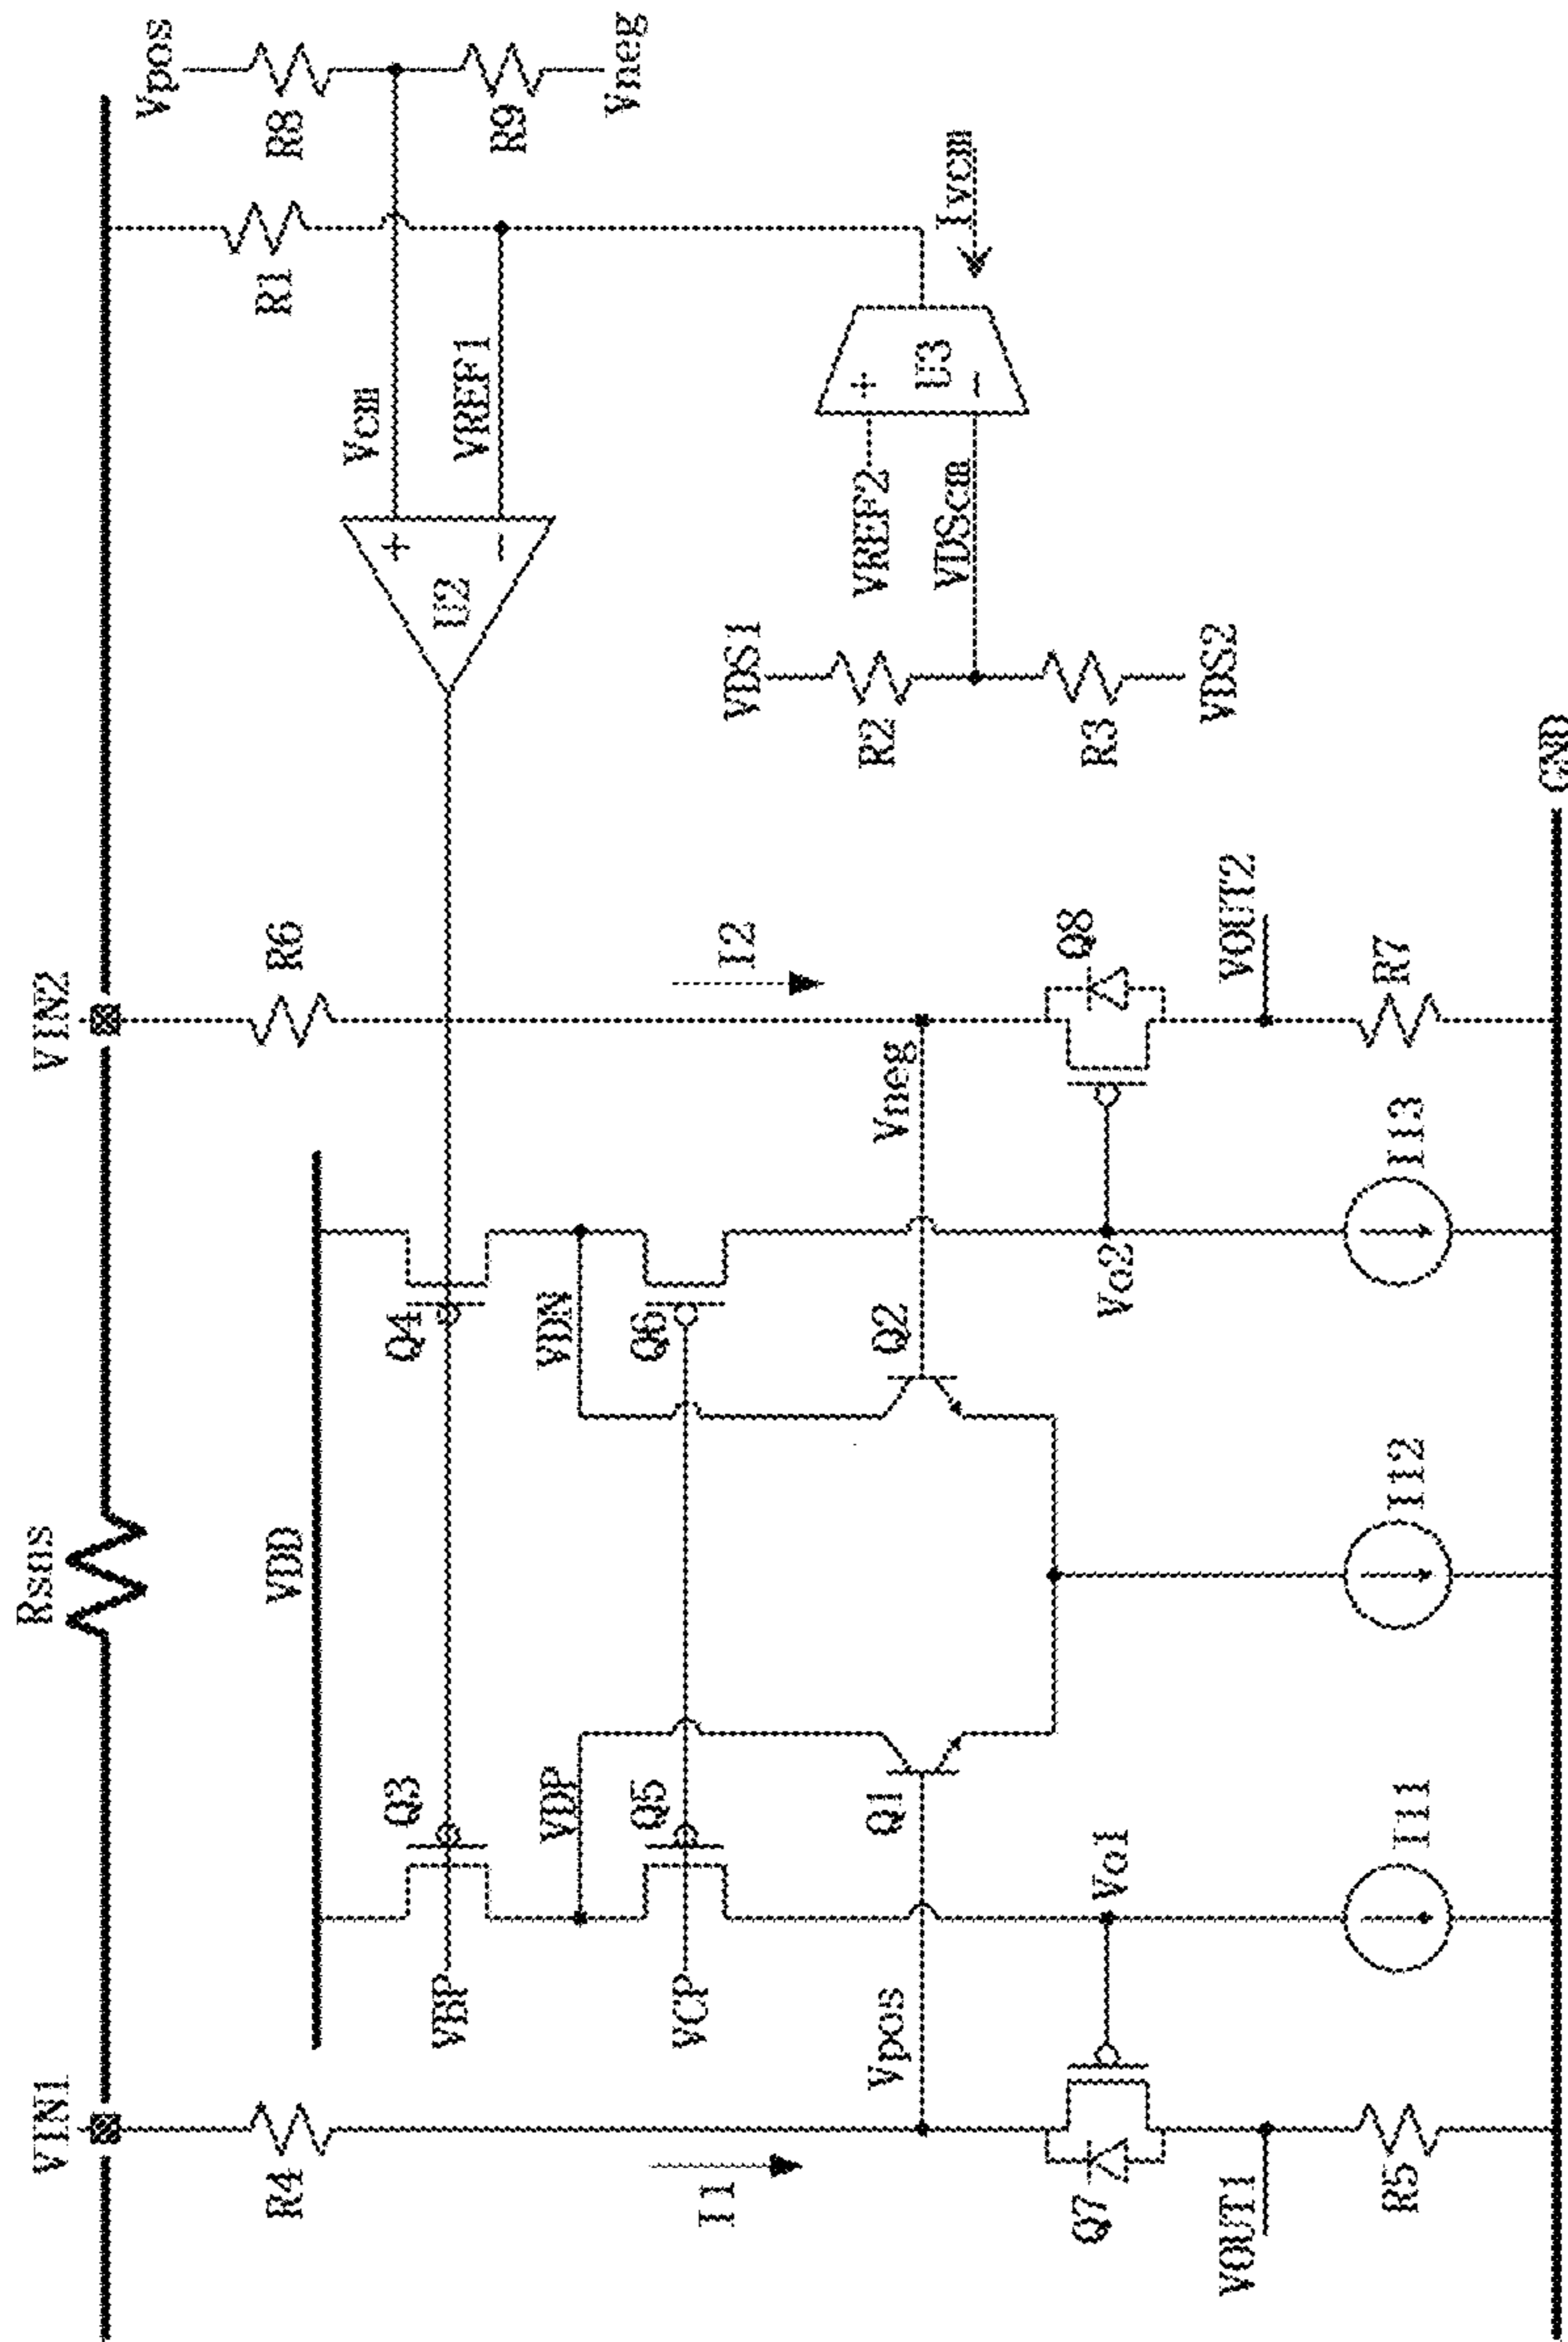 VIN1
Rsns
VIN2
Vpos
R8
R9
Vneg
R4
VDD
R6
R1
Vcm
VREF1
U2
VBP
Q3
Q4
VDP
VDN
VCP
Q5
Q6
I1
I2
VDS1
VREF2
U3
Ivcm
VDScm
R2
R3
VDS2
Vpos
Q1
Q2
Vneg
Q7
Vo1
Vo2
Q8
VOUT1
VOUT2
R5
I11
I12
I13
R7
GND
+
-
+
-